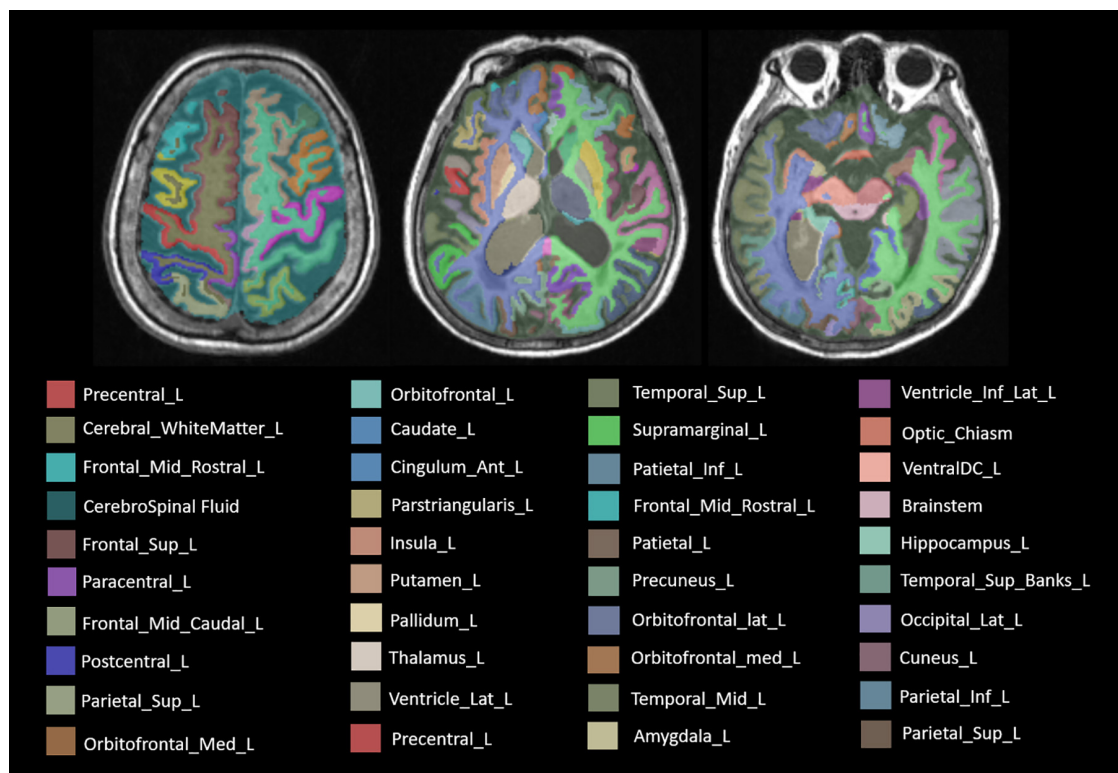 Precentral_L
Cerebral_WhiteMatter_L
Frontal_Mid_Rostral_L
CerebroSpinal Fluid
Frontal_Sup_L
Paracentral_L
Frontal_Mid_Caudal_L
Postcentral_L
Parietal_Sup_L
Orbitofrontal_Med_L
Orbitofrontal_L
Caudate_L
Cingulum_Ant_L
Parstriangularis_L
Insula_L
Putamen_L
Pallidum_L
Thalamus_L
Ventricle_Lat_L
Precentral_L
Temporal_Sup_L
Supramarginal_L
Patietal_Inf_L
Frontal_Mid_Rostral_L
Patietal_L
Precuneus_L
Orbitofrontal_lat_L
Orbitofrontal_med_L
Temporal_Mid_L
Amygdala_L
Ventricle_Inf_Lat_L
Optic_Chiasm
VentralDC_L
Brainstem
Hippocampus_L
Temporal_Sup_Banks_L
Occipital_Lat_L
Cuneus_L
Parietal_Inf_L
Parietal_Sup_L